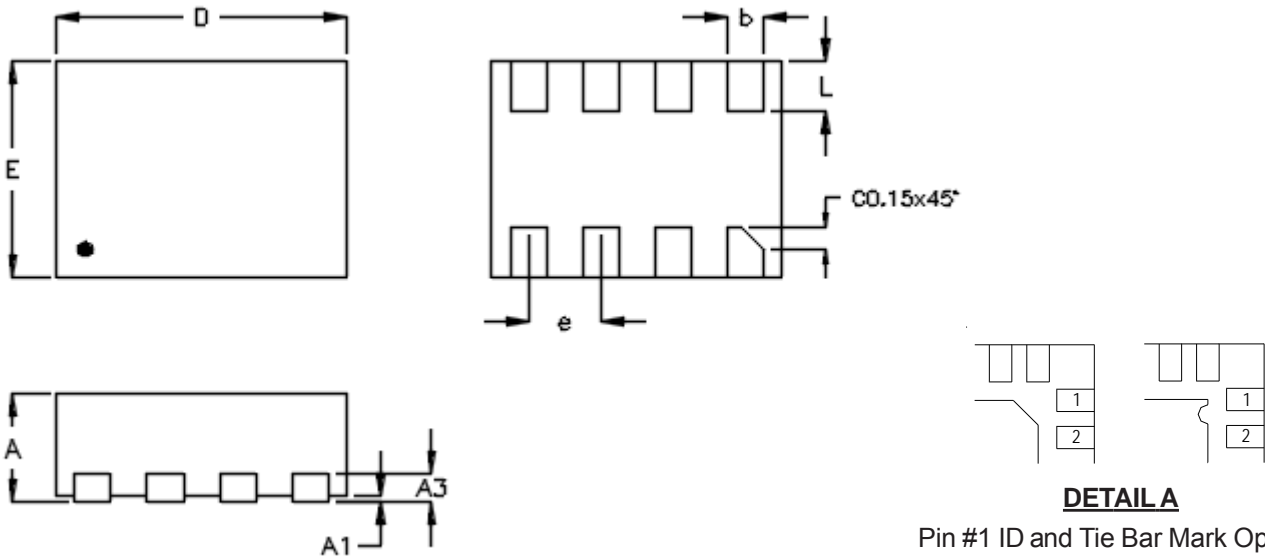 D
b
L
E
C0.15x45°
e
A
A3
A1
1
1
2
2
DETAIL A
Pin #1 ID and Tie Bar Mark Op